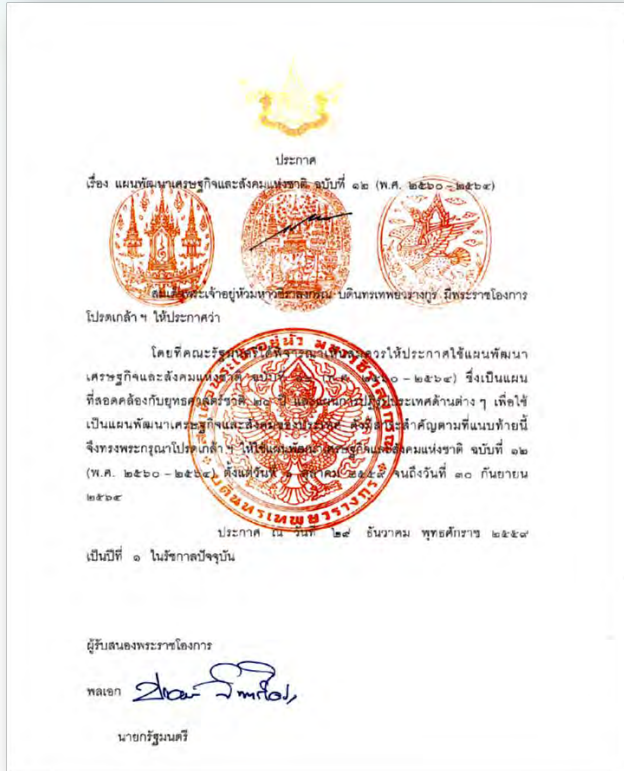 ประกาศ
เรื่อง แผนพัฒนาเศรษฐกิจและสังคมแห่งชาติ ฉบับที่ ๑๒ (พ.ศ. ๒๕๖๐ - ๒๕๖๔)
สมเด็จพระเจ้าอยู่หัวมหาวชิราลงกรณ บดินทรเทพยวรางกูร มีพระราชโองการ
โปรดเกล้า ฯ ให้ประกาศว่า
โดยที่คณะรัฐมนตรีได้พิจารณาเห็นสมควรให้ประกาศใช้แผนพัฒนา
เศรษฐกิจและสังคมแห่งชาติ ฉบับที่ ๑๒ (พ.ศ. ๒๕๖๐ - ๒๕๖๔) ซึ่งเป็นแผน
ที่สอดคล้องกับยุทธศาสตร์ชาติ ๒๐ ปี และแผนการปฏิรูปประเทศด้านต่าง ๆ เพื่อใช้
เป็นแผนพัฒนาเศรษฐกิจและสังคมของประเทศ ดังมีสาระสำคัญตามที่แนบท้ายนี้
จึงทรงพระกรุณาโปรดเกล้า ฯ ให้ใช้แผนพัฒนาเศรษฐกิจและสังคมแห่งชาติ ฉบับที่ ๑๒
(พ.ศ. ๒๕๖๐ - ๒๕๖๔) ตั้งแต่วันที่ ๑ ตุลาคม ๒๕๕๙ จนถึงวันที่ ๓๐ กันยายน
๒๕๖๔
ประกาศ ณ วันที่ ๒๙ ธันวาคม พุทธศักราช ๒๕๕๙
เป็นปีที่ ๑ ในรัชกาลปัจจุบัน
ผู้รับสนองพระราชโองการ
พลเอก
นายกรัฐมนตรี